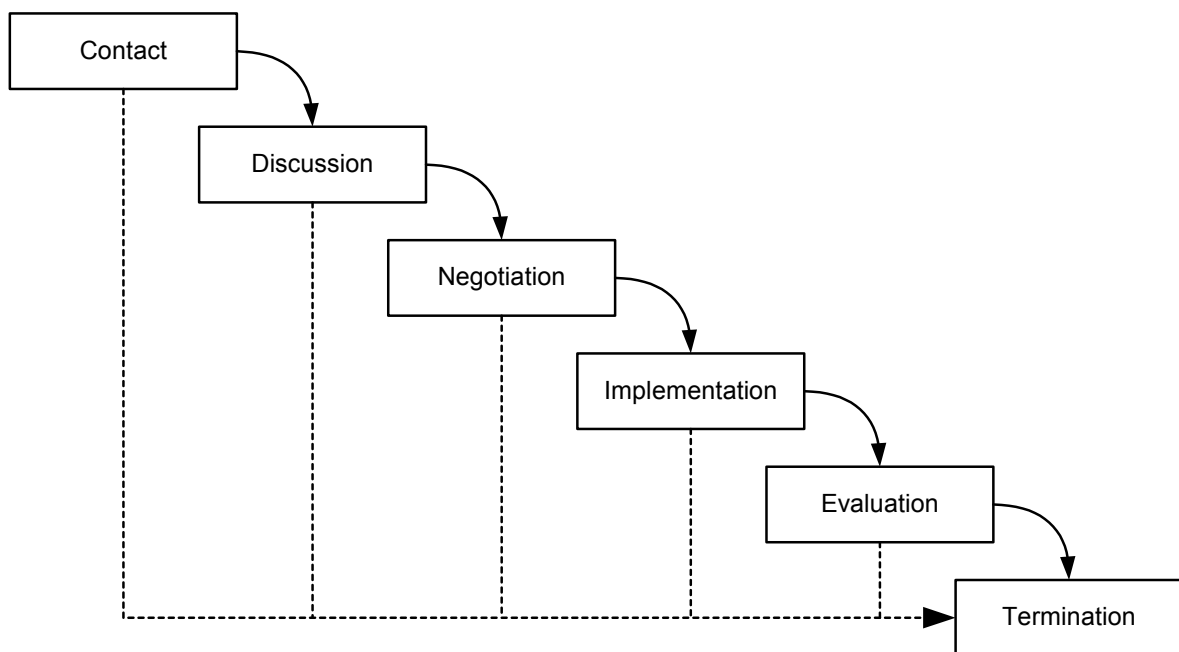 Contact
Discussion
Negotiation
Implementation
Evaluation
Termination